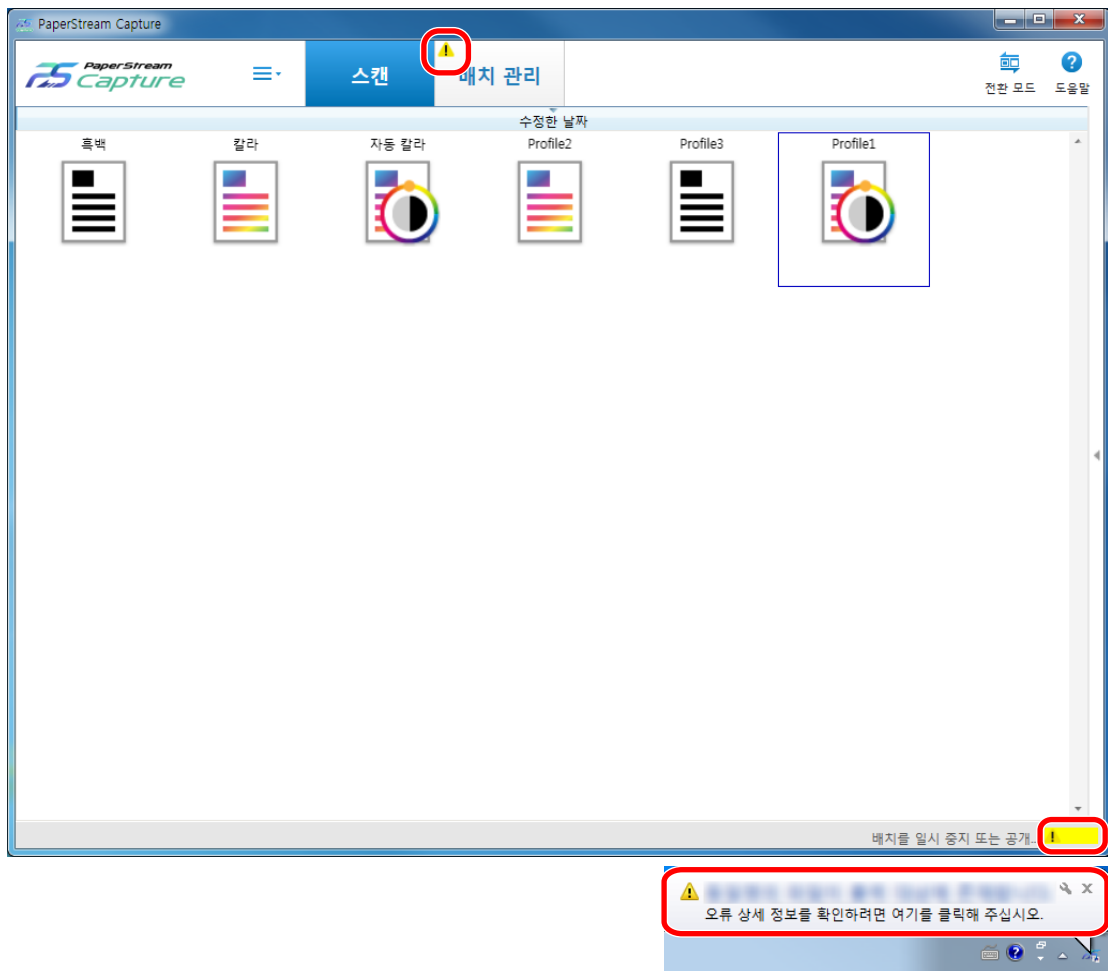 PaperStream Capture
PaperStream
Capture
스캔
배치 관리
전환 모드
도움말
수정한 날짜
흑백
칼라
자동 칼라
Profile2
Profile3
Profile1
배치를 일시 중지 또는 공개...
오류 상세 정보를 확인하려면 여기를 클릭해 주십시오.